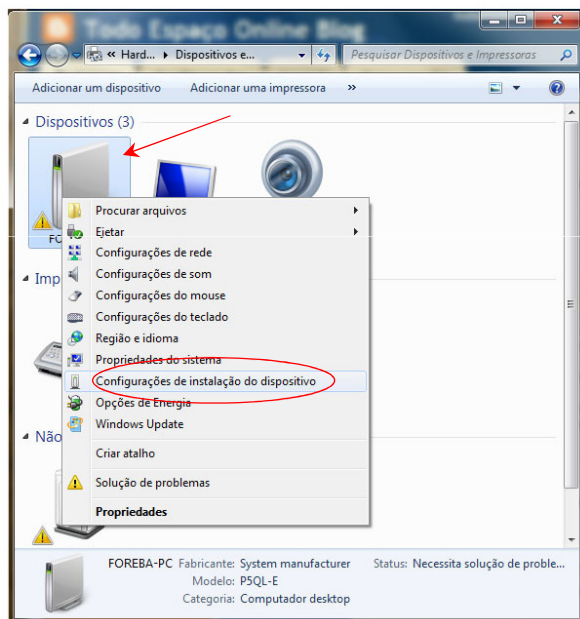 Todo Espaço Online Blog
« Hard... ▸ Dispositivos e...
Pesquisar Dispositivos e Impressoras
Adicionar um dispositivo Adicionar uma impressora »
Dispositivos (3)
FO
Procurar arquivos
Ejetar
Configurações de rede
Configurações de som
Imp
Configurações do mouse
Configurações do teclado
Região e idioma
Propriedades do sistema
Configurações de instalação do dispositivo
Opções de Energia
Windows Update
Não
Criar atalho
Solução de problemas
Propriedades
FOREBA-PC Fabricante: System manufacturer Status: Necessita solução de proble...
Modelo: P5QL-E
Categoria: Computador desktop